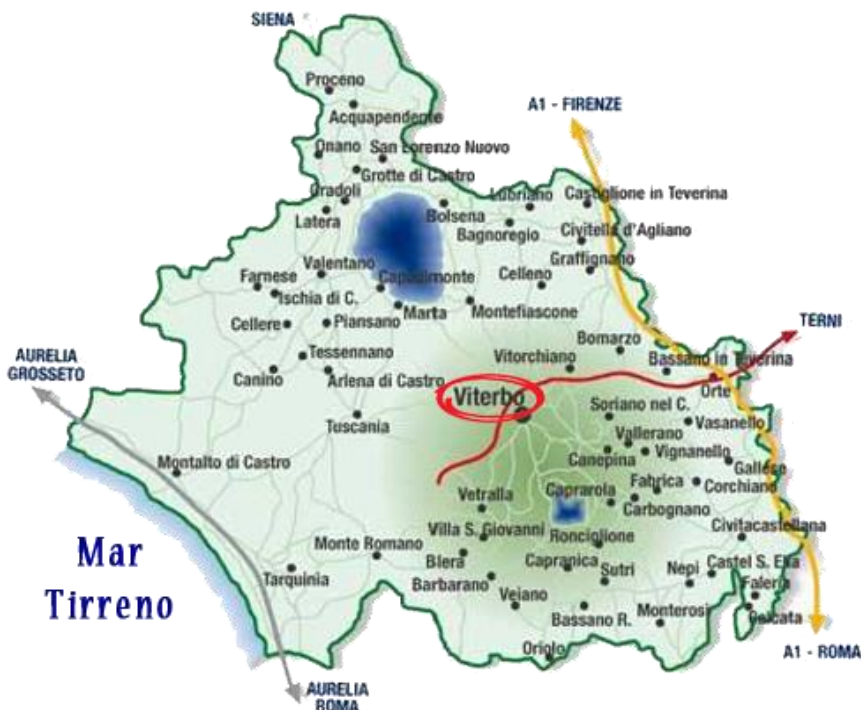 SIENA
Proceno
A1 - FIRENZE
Acquapendente
Onano
San Lorenzo Nuovo
Grotte di Castro
Gradoli
Lubriano
Castiglione in Teverina
Latera
Bolsena
Bagnoregio
Civitella d'Agliano
Valentano
Graffignano
Farnese
Capodimonte
Celleno
Ischia di C.
Marta
Montefiascone
Cellere
Piansano
TERNI
Bomarzo
Tessennano
Vitorchiano
Bassano in Teverina
AURELIA
GROSSETO
Canino
Arlena di Castro
Orte
Viterbo
Tuscania
Soriano nel C.
Vasanello
Vallerano
Vignanello
Montalto di Castro
Canepina
Gallese
Vetralla
Caprarola
Fabrica
Corchiano
Carbognano
Villa S. Giovanni
Ronciglione
Civitacastellana
Mar
Tirreno
Monte Romano
Blera
Capranica
Nepi
Castel S. Elia
Tarquinia
Barbarano
Sutri
Faleria
Veiano
Bassano R.
Monterosi
Calcata
Oriolo
A1 - ROMA
AURELIA
ROMA